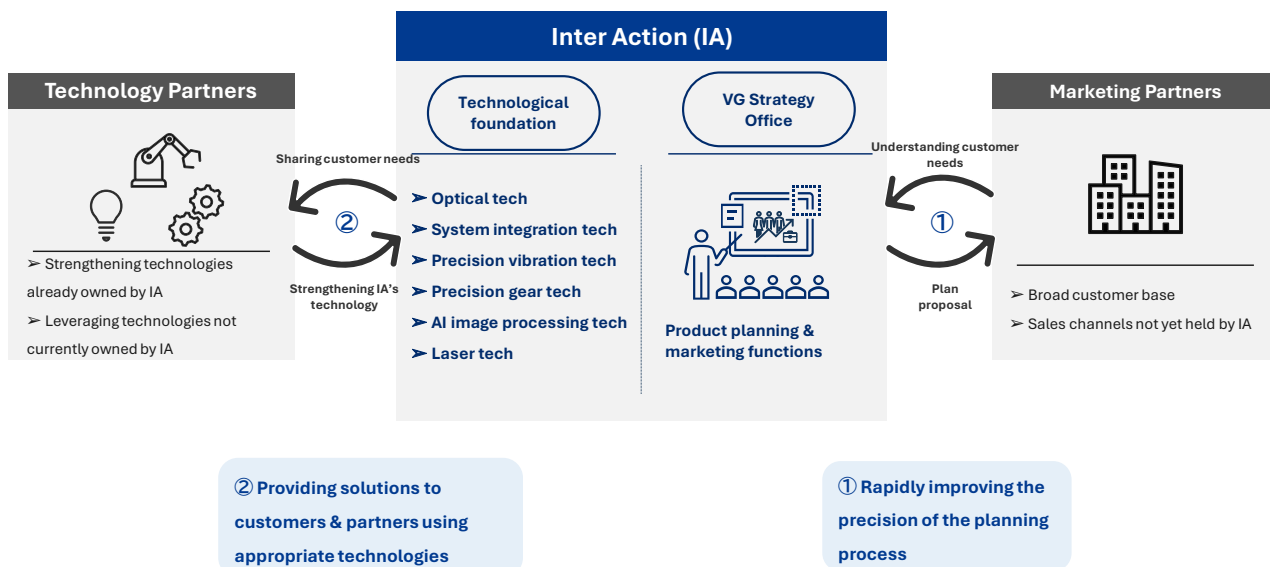 Inter Action (IA)
Technology Partners
Sharing customer needs
②
Strengthening IA's
technology
➢ Strengthening technologies
already owned by IA
➢ Leveraging technologies not
currently owned by IA
Technological
foundation
➢ Optical tech
➢ System integration tech
➢ Precision vibration tech
➢ Precision gear tech
➢ AI image processing tech
➢ Laser tech
VG Strategy
Office
Product planning &
marketing functions
Understanding customer
needs
①
Plan
proposal
Marketing Partners
➢ Broad customer base
➢ Sales channels not yet held by IA
② Providing solutions to
customers & partners using
appropriate technologies
① Rapidly improving the
precision of the planning
process